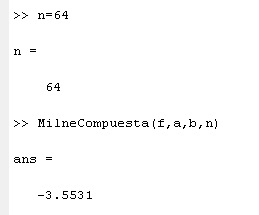 >> n=64
n =
64
>> MilneCompuesta(f,a,b,n)
ans =
-3.5531